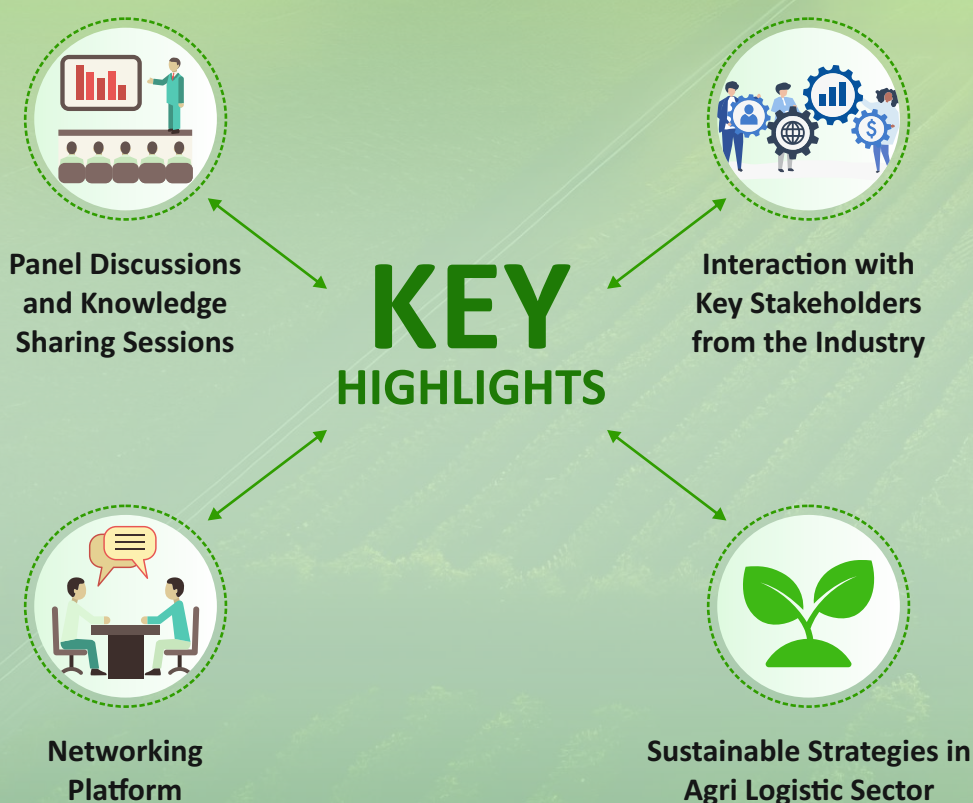 Panel Discussions
and Knowledge
Sharing Sessions
KEY
HIGHLIGHTS
Interaction with
Key Stakeholders
from the Industry
Networking
Platform
Sustainable Strategies in
Agri Logistic Sector